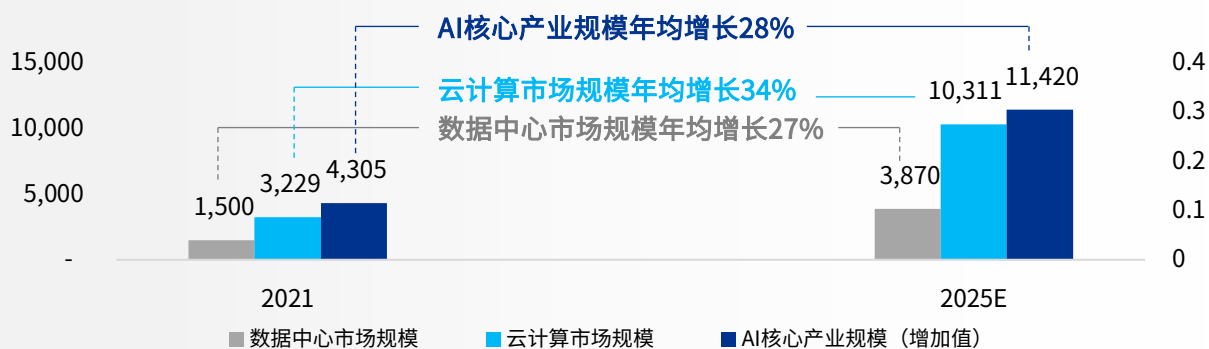 AI核心产业规模年均增长28%
云计算市场规模年均增长34%
数据中心市场规模年均增长27%
15,000
10,000
5,000
-
0.4
0.3
0.2
0.1
0
1,500
3,229
4,305
3,870
10,311
11,420
2021
2025E
数据中心市场规模
云计算市场规模
AI核心产业规模（增加值）